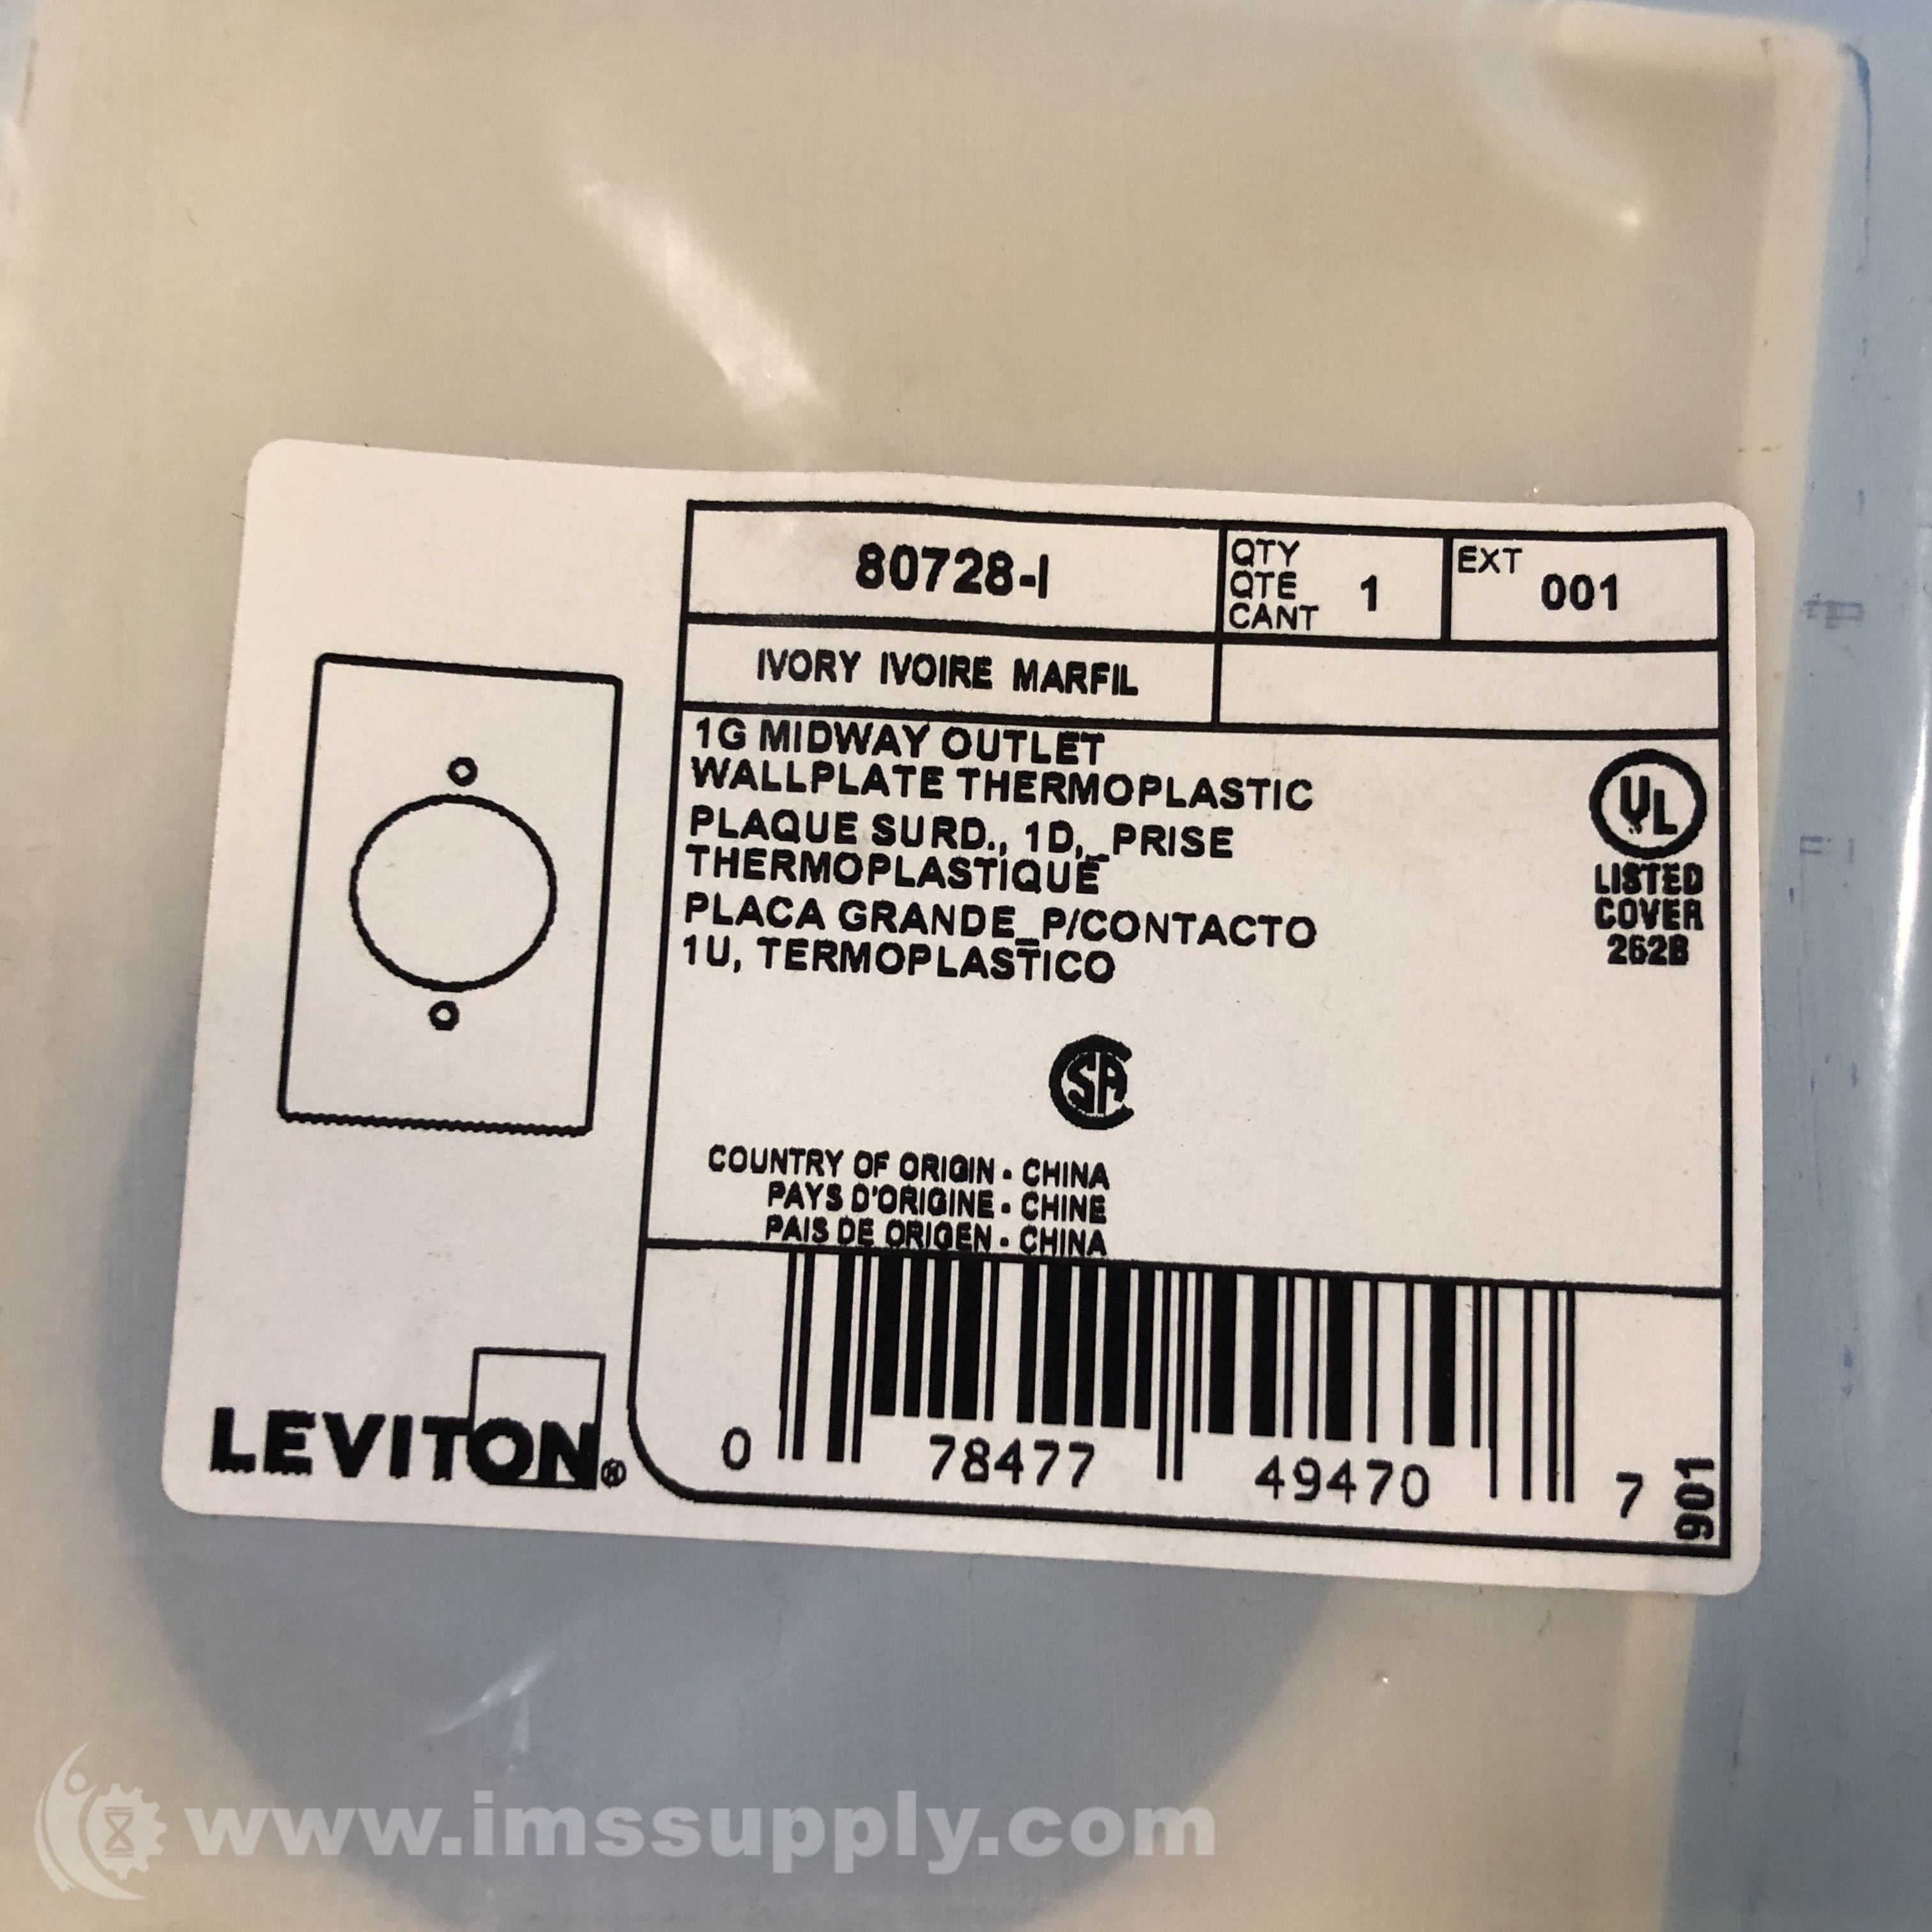 80728-I
QTY
QTE
CANT
1
EXT
001
IVORY IVOIRE MARFIL
1G MIDWAY OUTLET
WALLPLATE THERMOPLASTIC
PLAQUE SURD., 1D,_PRISE
THERMOPLASTIQUE
PLACA GRANDE_P/CONTACTO
1U, TERMOPLASTICO
UL
LISTED
COVER
262B
CSA
COUNTRY OF ORIGIN - CHINA
PAYS D'ORIGINE - CHINE
PAIS DE ORIGEN - CHINA
LEVITON®
0 78477 49470 7
901
www.imssupply.com